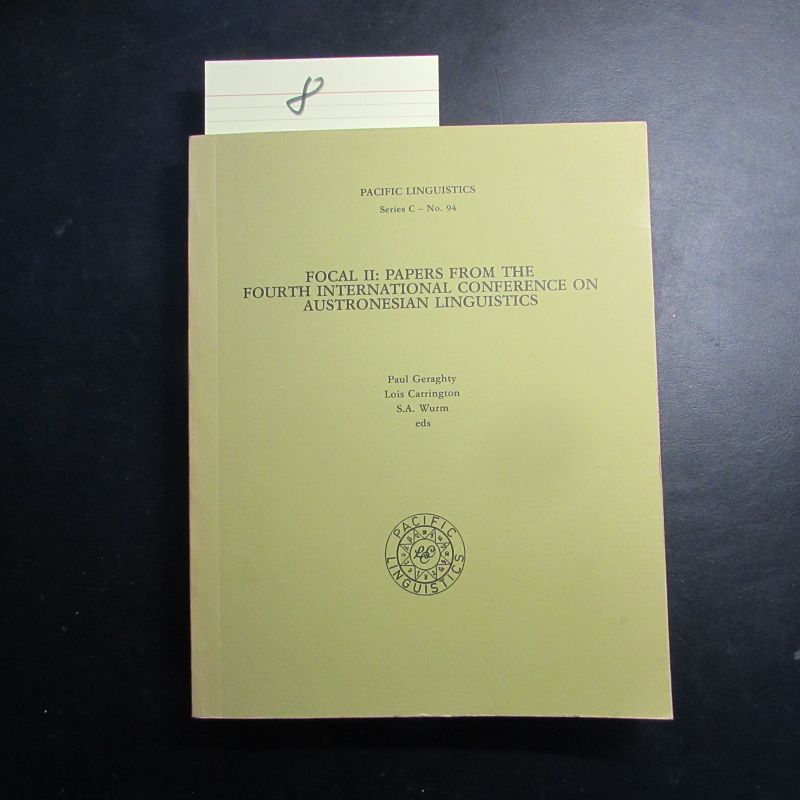 8
PACIFIC LINGUISTICS
Series C – No. 94
FOCAL II: PAPERS FROM THE
FOURTH INTERNATIONAL CONFERENCE ON
AUSTRONESIAN LINGUISTICS
Paul Geraghty
Lois Carrington
S.A. Wurm
eds
PACIFIC
LINGUISTICS